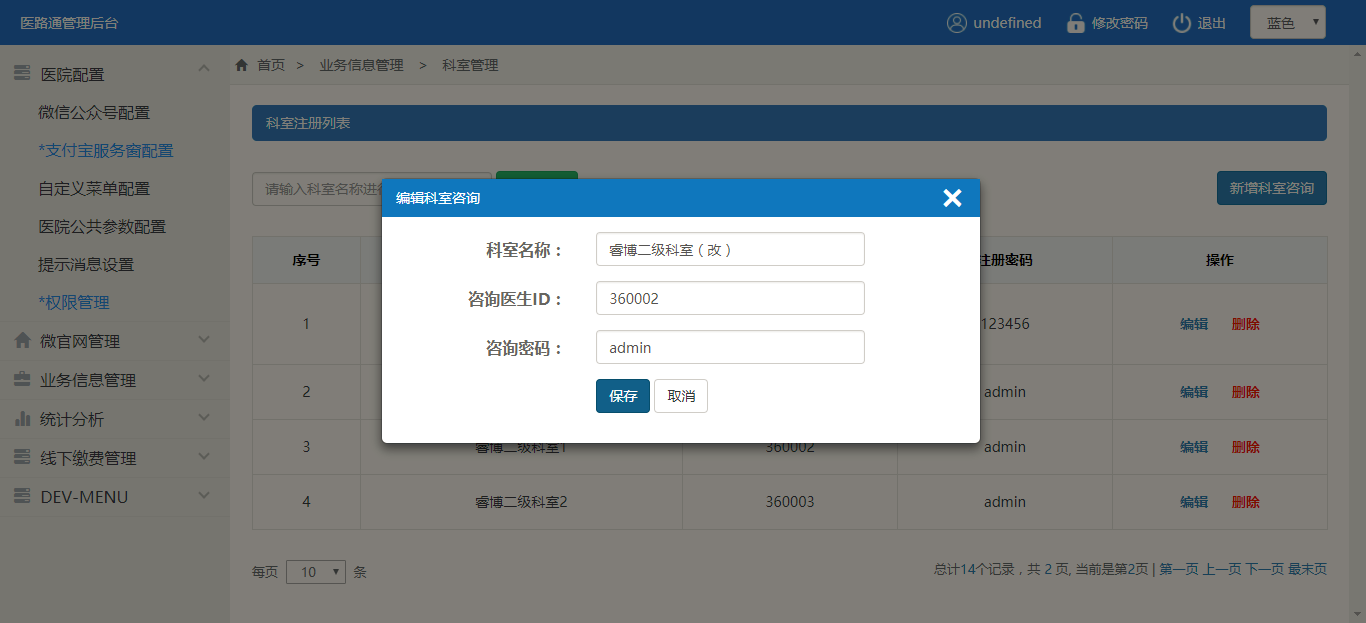 医路通管理后台
undefined 修改密码 退出 蓝色
医院配置
微信公众号配置
*支付宝服务窗配置
自定义菜单配置
医院公共参数配置
提示消息设置
*权限管理
微官网管理
业务信息管理
统计分析
线下缴费管理
DEV-MENU
首页 > 业务信息管理 > 科室管理
科室注册列表
请输入科室名称进
新增科室咨询
编辑科室咨询
科室名称： 睿博二级科室（改）
咨询医生ID： 360002
咨询密码： admin
保存 取消
序号 注册密码 操作
1 123456 编辑 删除
2 admin 编辑 删除
3 睿博二级科室1 360002 admin 编辑 删除
4 睿博二级科室2 360003 admin 编辑 删除
每页 10 条
总计14个记录，共 2 页, 当前是第2页 | 第一页 上一页 下一页 最末页